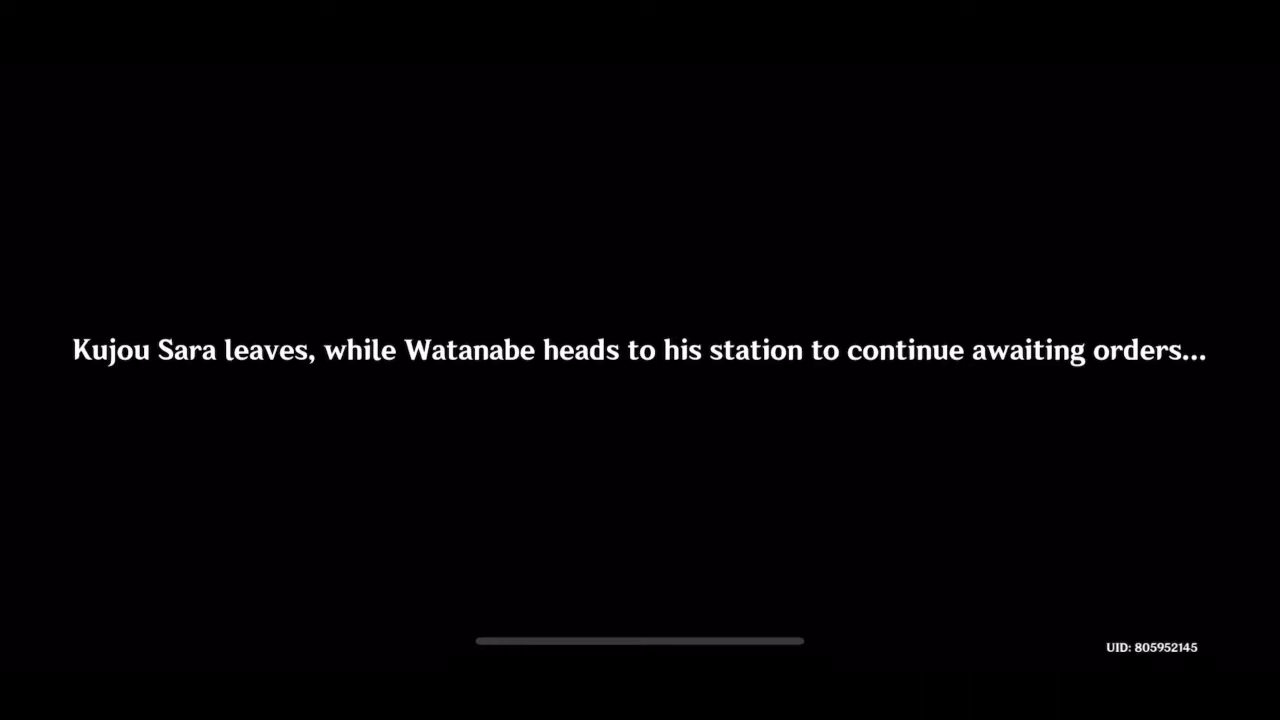 Kujou Sara leaves, while Watanabe heads to his station to continue awaiting orders...
UID: 805952145